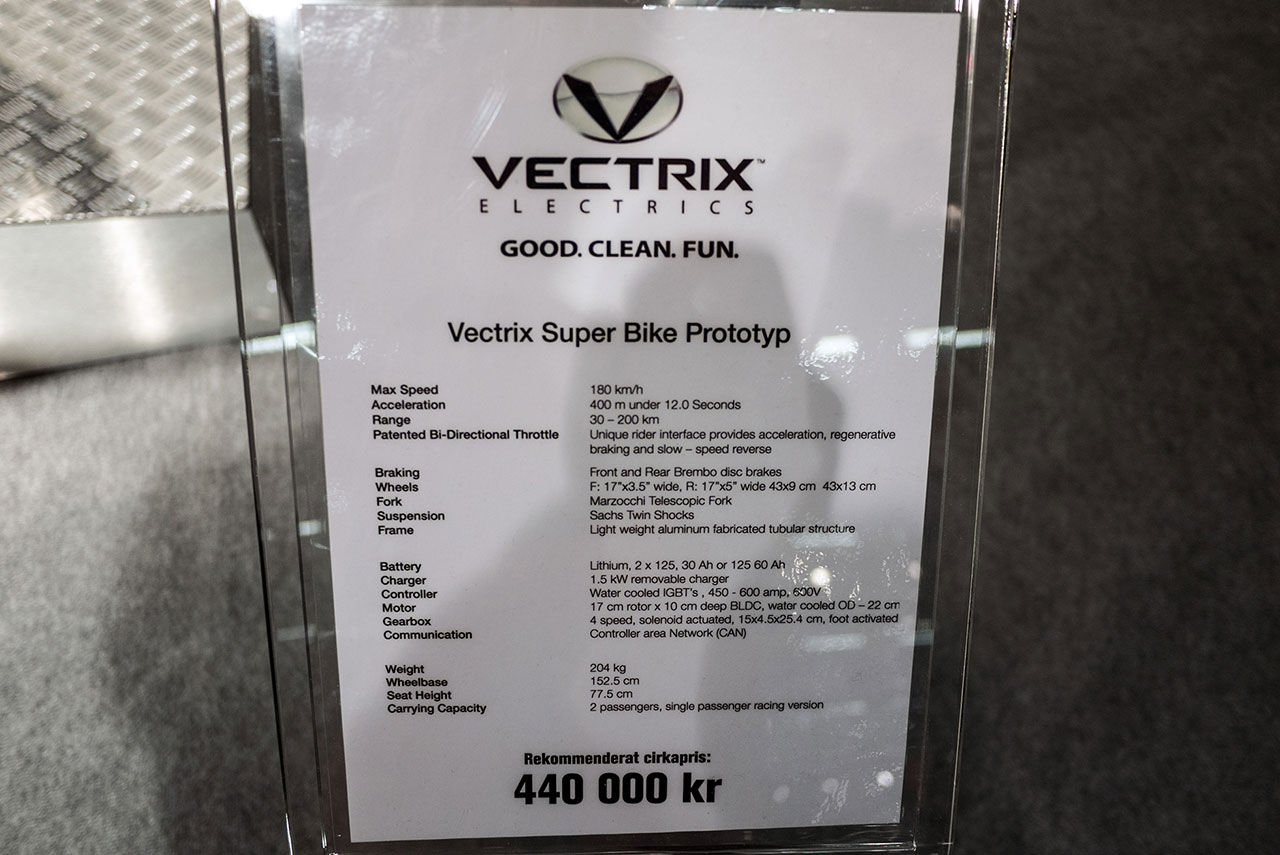 VECTRIX™
ELECTRICS
GOOD. CLEAN. FUN.
Vectrix Super Bike Prototyp
Max Speed 180 km/h
Acceleration 400 m under 12.0 Seconds
Range 30 – 200 km
Patented Bi-Directional Throttle Unique rider interface provides acceleration, regenerative
braking and slow – speed reverse
Braking Front and Rear Brembo disc brakes
Wheels F: 17"x3.5" wide, R: 17"x5" wide 43x9 cm 43x13 cm
Fork Marzocchi Telescopic Fork
Suspension Sachs Twin Shocks
Frame Light weight aluminum fabricated tubular structure
Battery Lithium, 2 x 125, 30 Ah or 125 60 Ah
Charger 1.5 kW removable charger
Controller Water cooled IGBT's , 450 - 600 amp, 600V
Motor 17 cm rotor x 10 cm deep BLDC, water cooled OD – 22 cm
Gearbox 4 speed, solenoid actuated, 15x4.5x25.4 cm, foot activated
Communication Controller area Network (CAN)
Weight 204 kg
Wheelbase 152.5 cm
Seat Height 77.5 cm
Carrying Capacity 2 passengers, single passenger racing version
Rekommenderat cirkapris:
440 000 kr